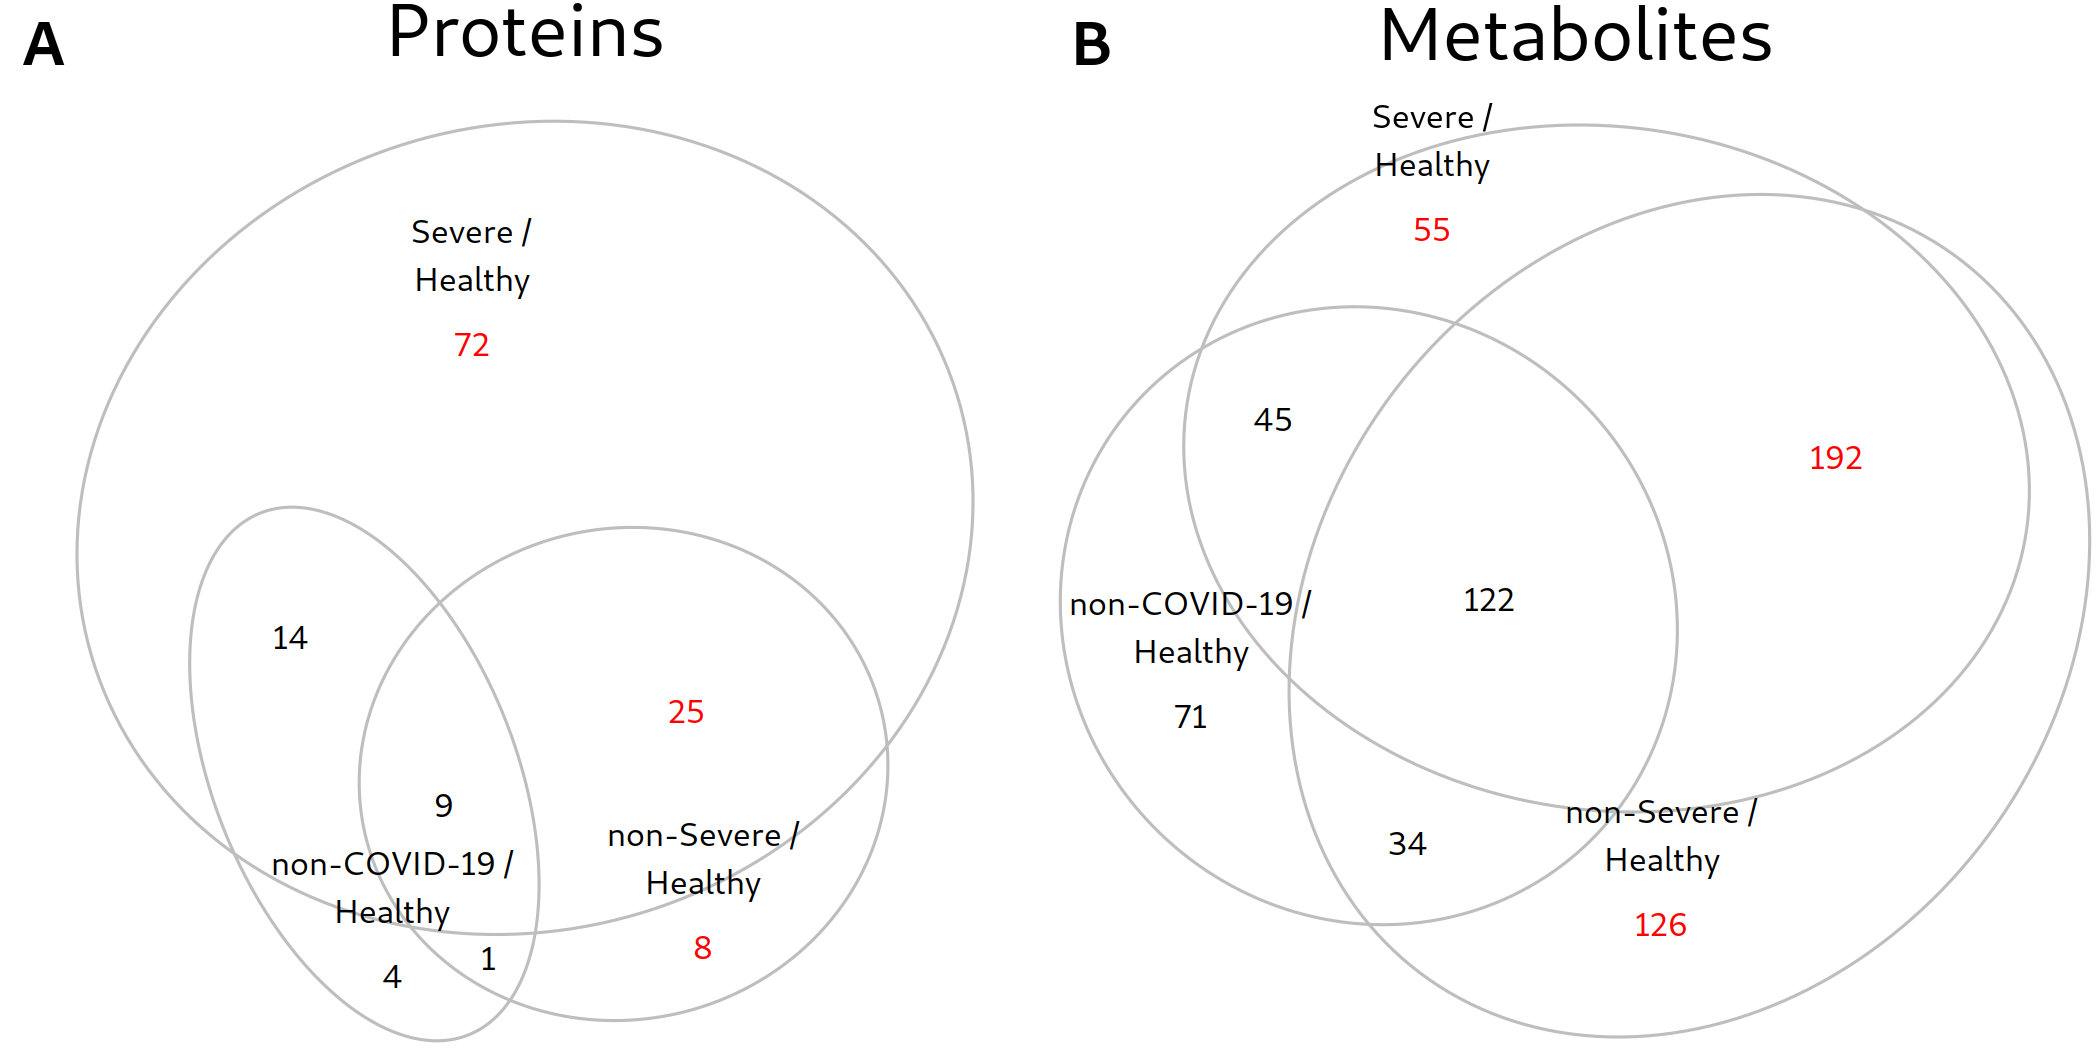 A
Proteins
Severe /
Healthy
72
14
25
9
non-Severe /
Healthy
non-COVID-19 /
Healthy
8
1
4
B
Metabolites
Severe /
Healthy
55
45
192
122
non-COVID-19 /
Healthy
71
non-Severe /
Healthy
34
126